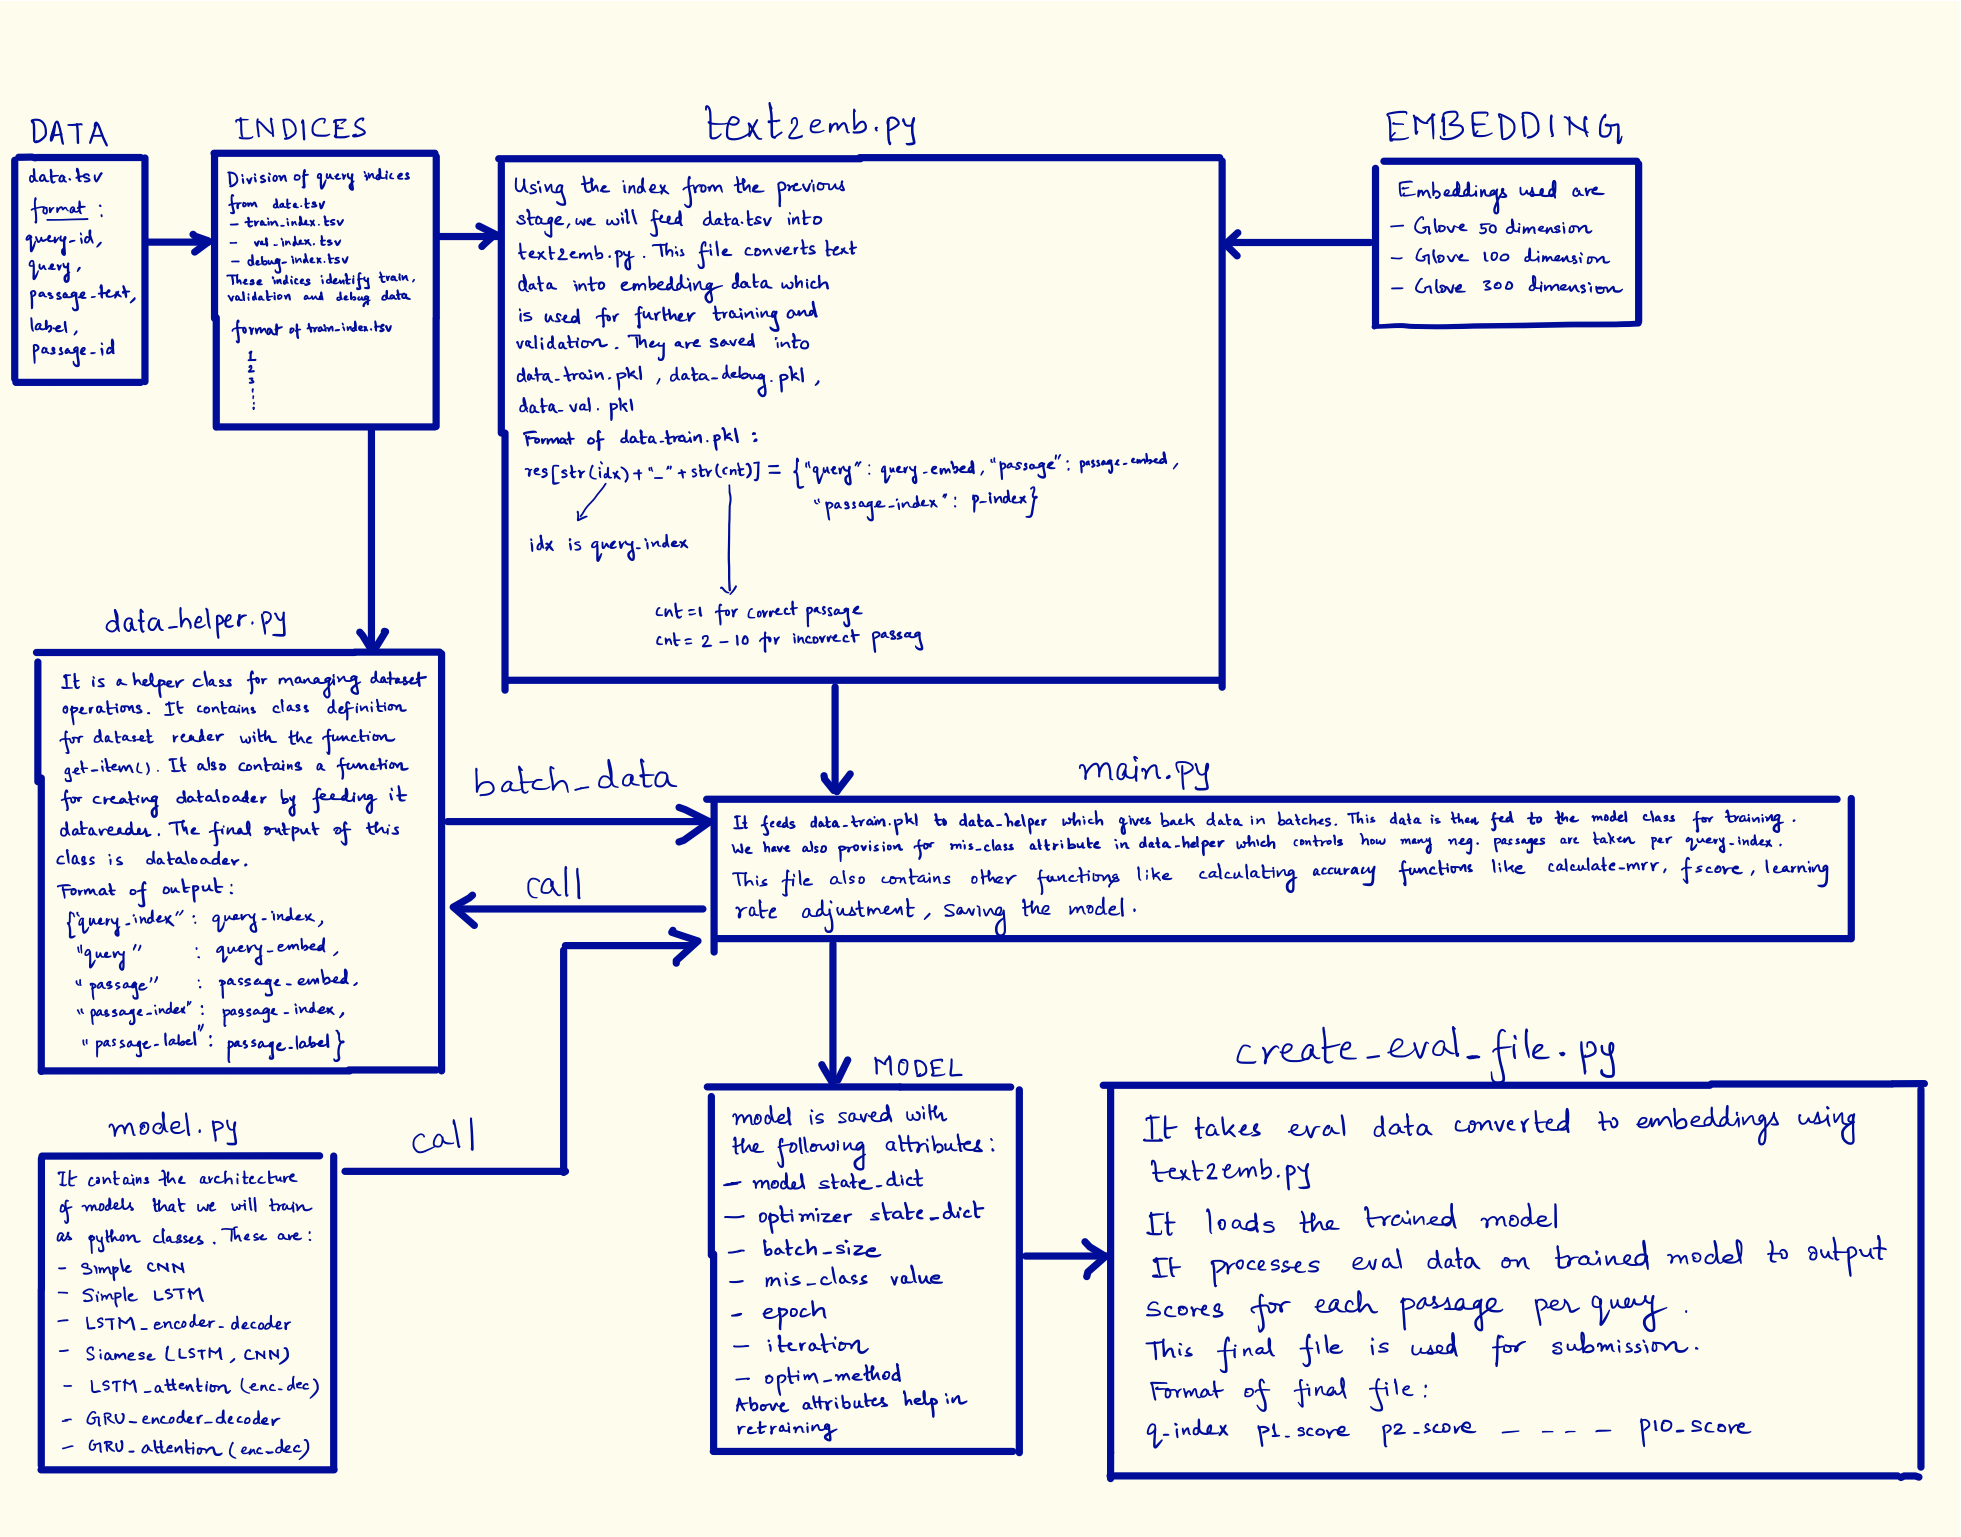 DATA
data.tsv
format :
query-id,
query,
passage-text,
label,
passage-id
INDICES
Division of query indices
from data.tsv
- train_index.tsv
- val_index.tsv
- debug_index.tsv
These indices identify train,
validation and debug data
format of train-index.tsv
1
2
3
text2emb.py
Using the index from the previous
stage, we will feed data.tsv into
text2emb.py. This file converts text
data into embedding data which
is used for further training and
validation. They are saved into
data-train.pkl, data-debug.pkl,
data-val.pkl
Format of data-train.pkl :
res[str(idx)+"_"+str(cnt)] = {"query": query-embed, "passage": passage-embed,
"passage_index": p-index}
idx is query-index
cnt=1 for correct passage
cnt= 2 - 10 for incorrect passag
EMBEDDING
Embeddings used are
- Glove 50 dimension
- Glove 100 dimension
- Glove 300 dimension
data_helper.py
It is a helper class for managing dataset
operations. It contains class definition
for dataset reader with the function
get-item(). It also contains a function
for creating dataloader by feeding it
datareader. The final output of this
class is dataloader.
Format of output:
{"query_index": query-index,
"query" : query-embed,
"passage" : passage-embed,
"passage-index": passage-index,
"passage-label": passage-label}
batch_data
call
main.py
It feeds data-train.pkl to data-helper which gives back data in batches. This data is then fed to the model class for training.
We have also provision for mis_class attribute in data-helper which controls how many neg. passages are taken per query-index.
This file also contains other functions like calculating accuracy functions like calculate-mrr, fscore, learning
rate adjustment, saving the model.
model.py
It contains the architecture
of models that we will train
as python classes. These are:
- Simple CNN
- Simple LSTM
- LSTM_encoder-decoder
- Siamese (LSTM, CNN)
- LSTM_attention (enc-dec)
- GRU_encoder-decoder
- GRU_attention (enc-dec)
call
MODEL
model is saved with
the following attributes:
- model state_dict
- optimizer state_dict
- batch_size
- mis_class value
- epoch
- iteration
- optim_method
Above attributes help in
retraining
create_eval_file.py
It takes eval data converted to embeddings using
text2emb.py
It loads the trained model
It processes eval data on trained model to output
scores for each passage per query.
This final file is used for submission.
Format of final file:
q-index p1_score p2_score - - - - p10_score